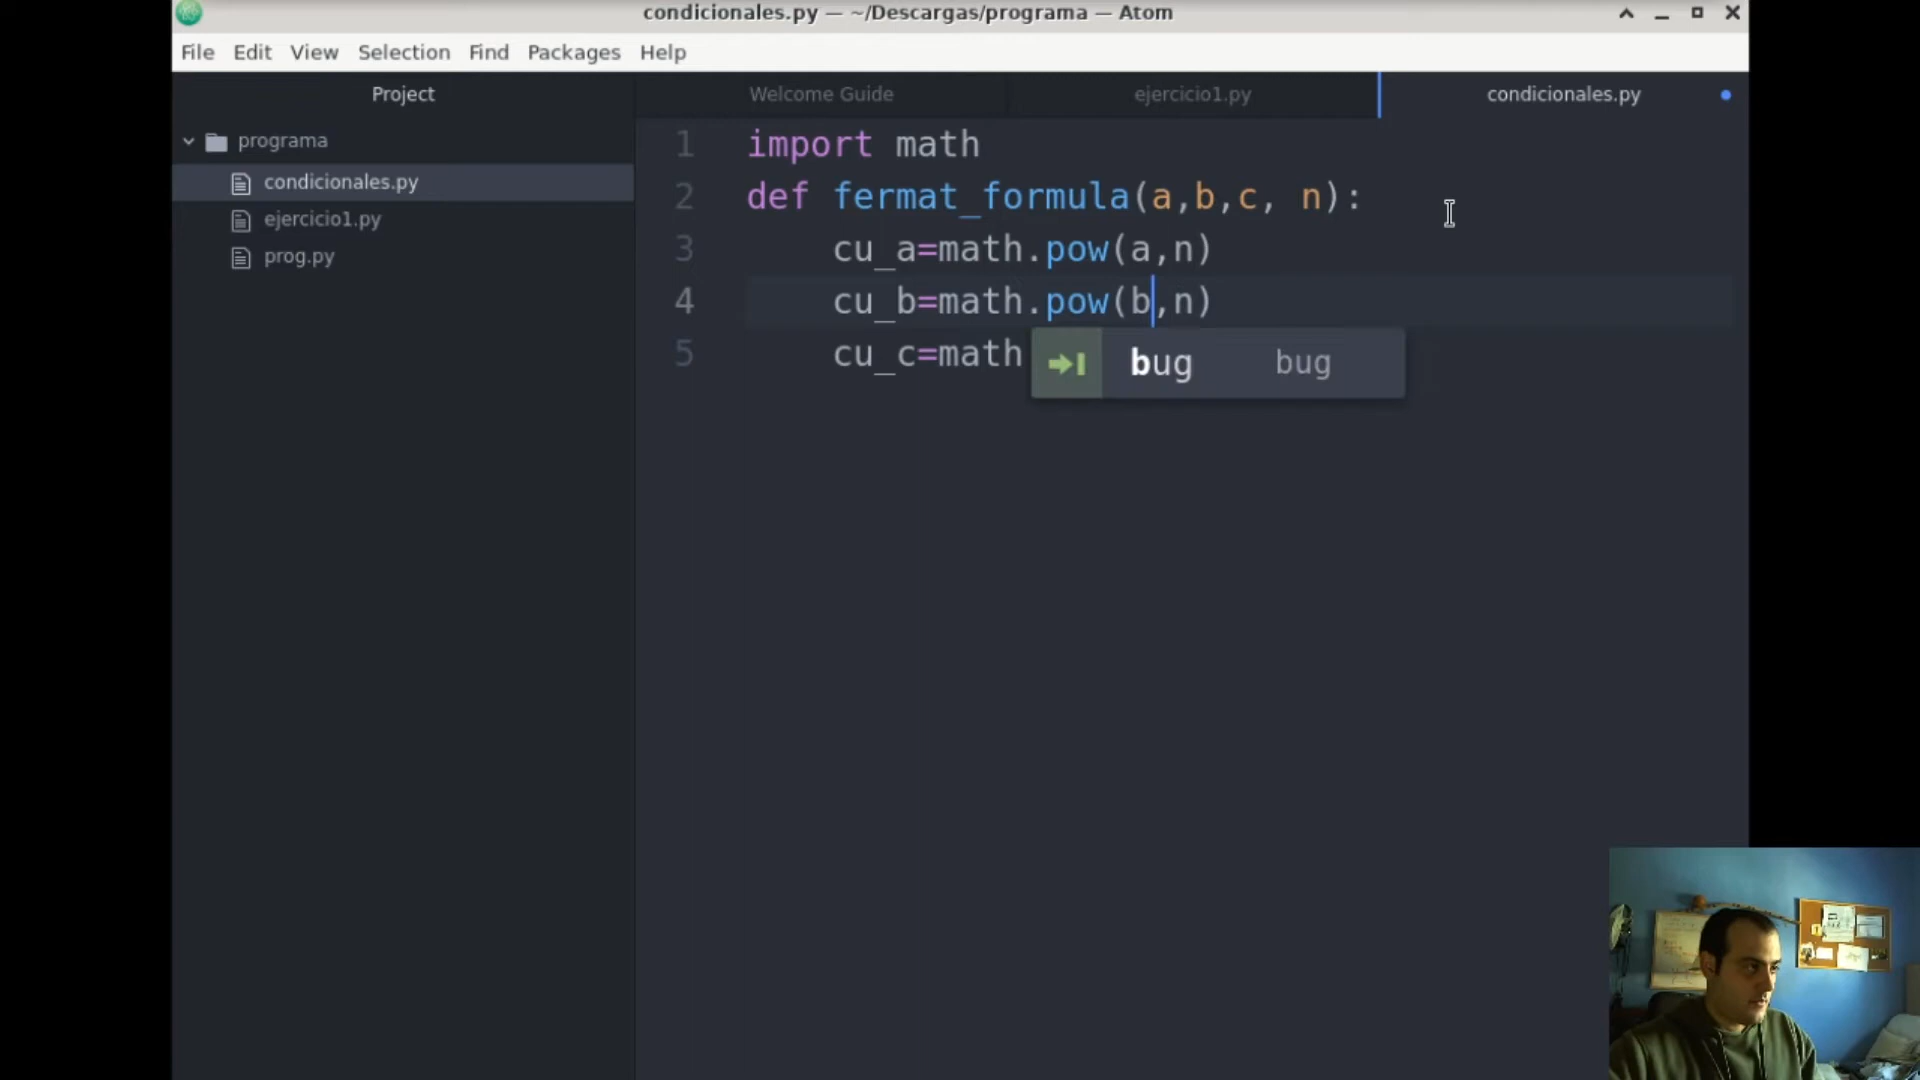 condicionales.py — ~/Descargas/programa — Atom
File Edit View Selection Find Packages Help
Project
programa
condicionales.py
ejercicio1.py
prog.py
Welcome Guide ejercicio1.py condicionales.py
1 import math
2 def fermat_formula(a,b,c, n):
3 cu_a=math.pow(a,n)
4 cu_b=math.pow(b,n)
5 cu_c=math
bug bug